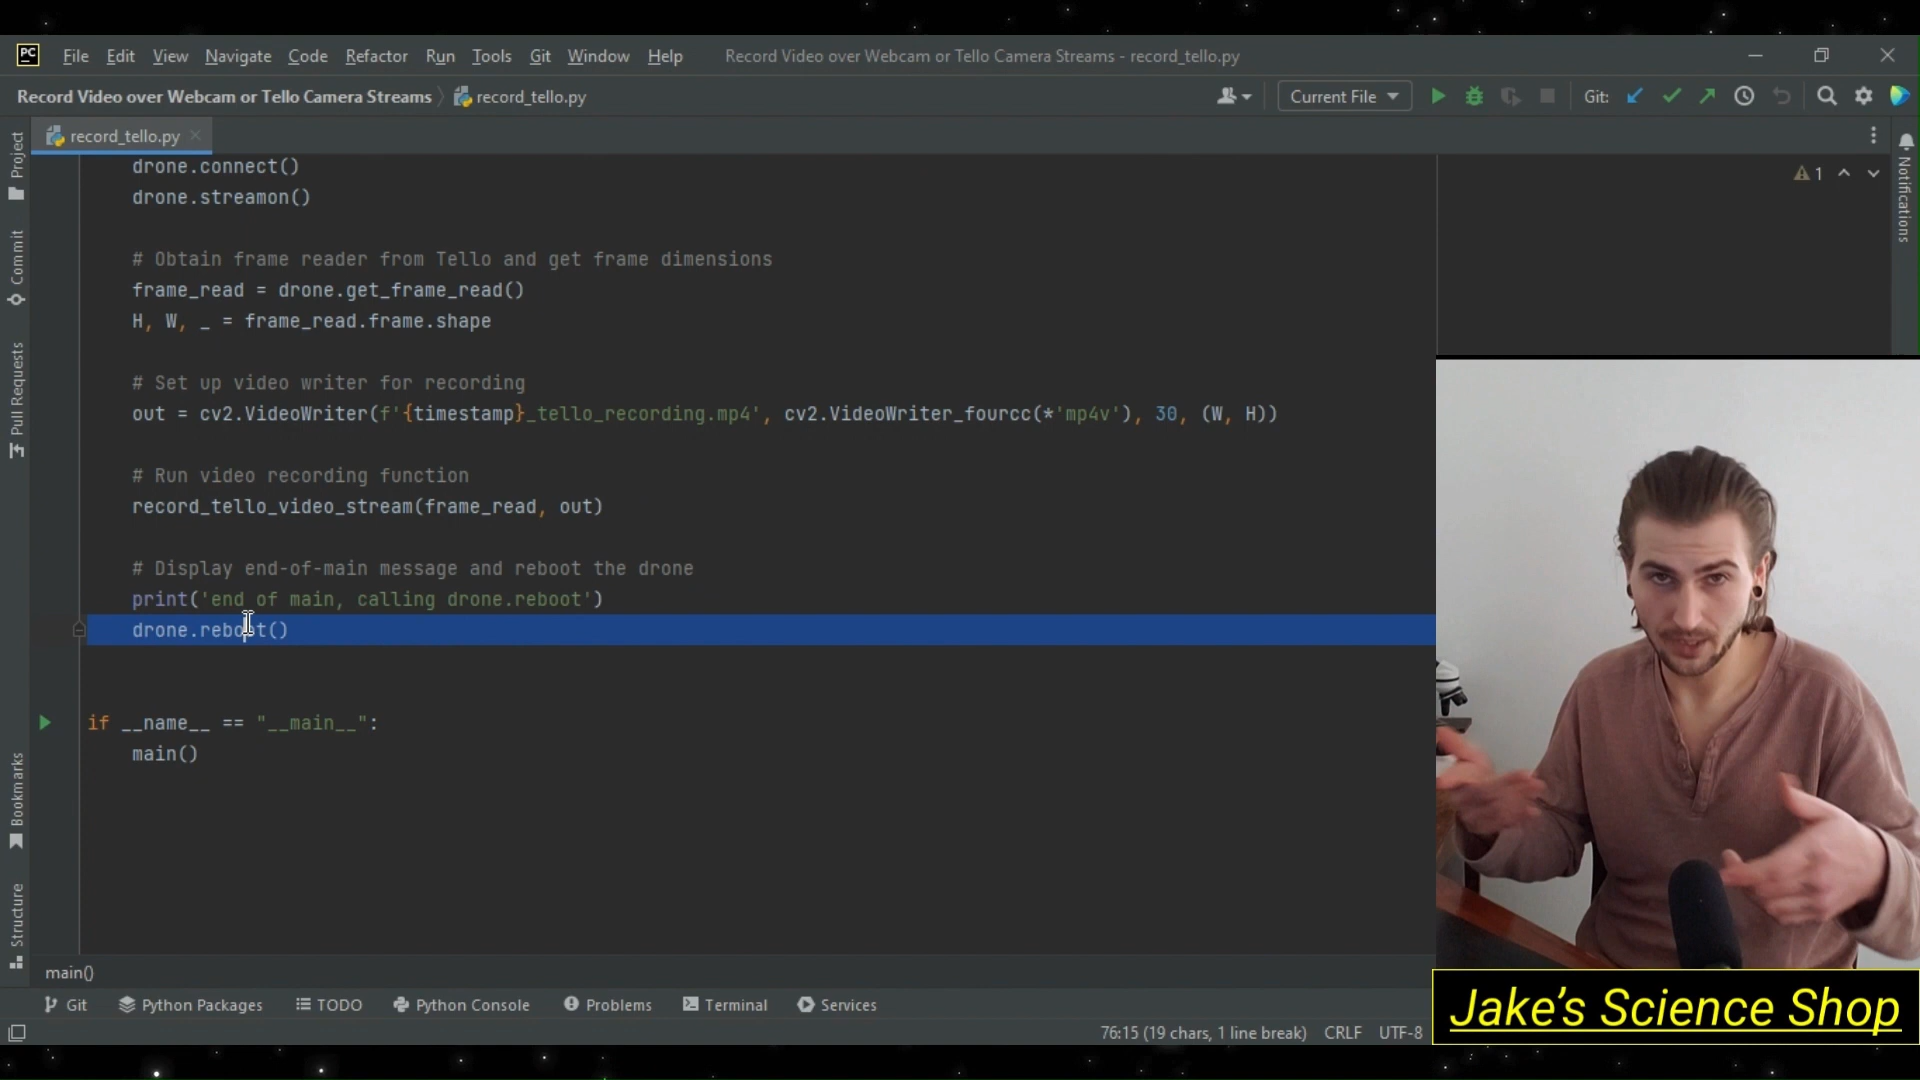 PC File Edit View Navigate Code Refactor Run Tools Git Window Help Record Video over Webcam or Tello Camera Streams - record_tello.py
Record Video over Webcam or Tello Camera Streams record_tello.py Current File Git:
record_tello.py
Project
Commit
Pull Requests
Bookmarks
Structure
Notifications
1
drone.connect()
drone.streamon()
# Obtain frame reader from Tello and get frame dimensions
frame_read = drone.get_frame_read()
H, W, _ = frame_read.frame.shape
# Set up video writer for recording
out = cv2.VideoWriter(f'{timestamp}_tello_recording.mp4', cv2.VideoWriter_fourcc(*'mp4v'), 30, (W, H))
# Run video recording function
record_tello_video_stream(frame_read, out)
# Display end-of-main message and reboot the drone
print('end of main, calling drone.reboot')
drone.reboot()
if __name__ == "__main__":
main()
main()
Git Python Packages TODO Python Console Problems Terminal Services
76:15 (19 chars, 1 line break) CRLF UTF-8
Jake's Science Shop